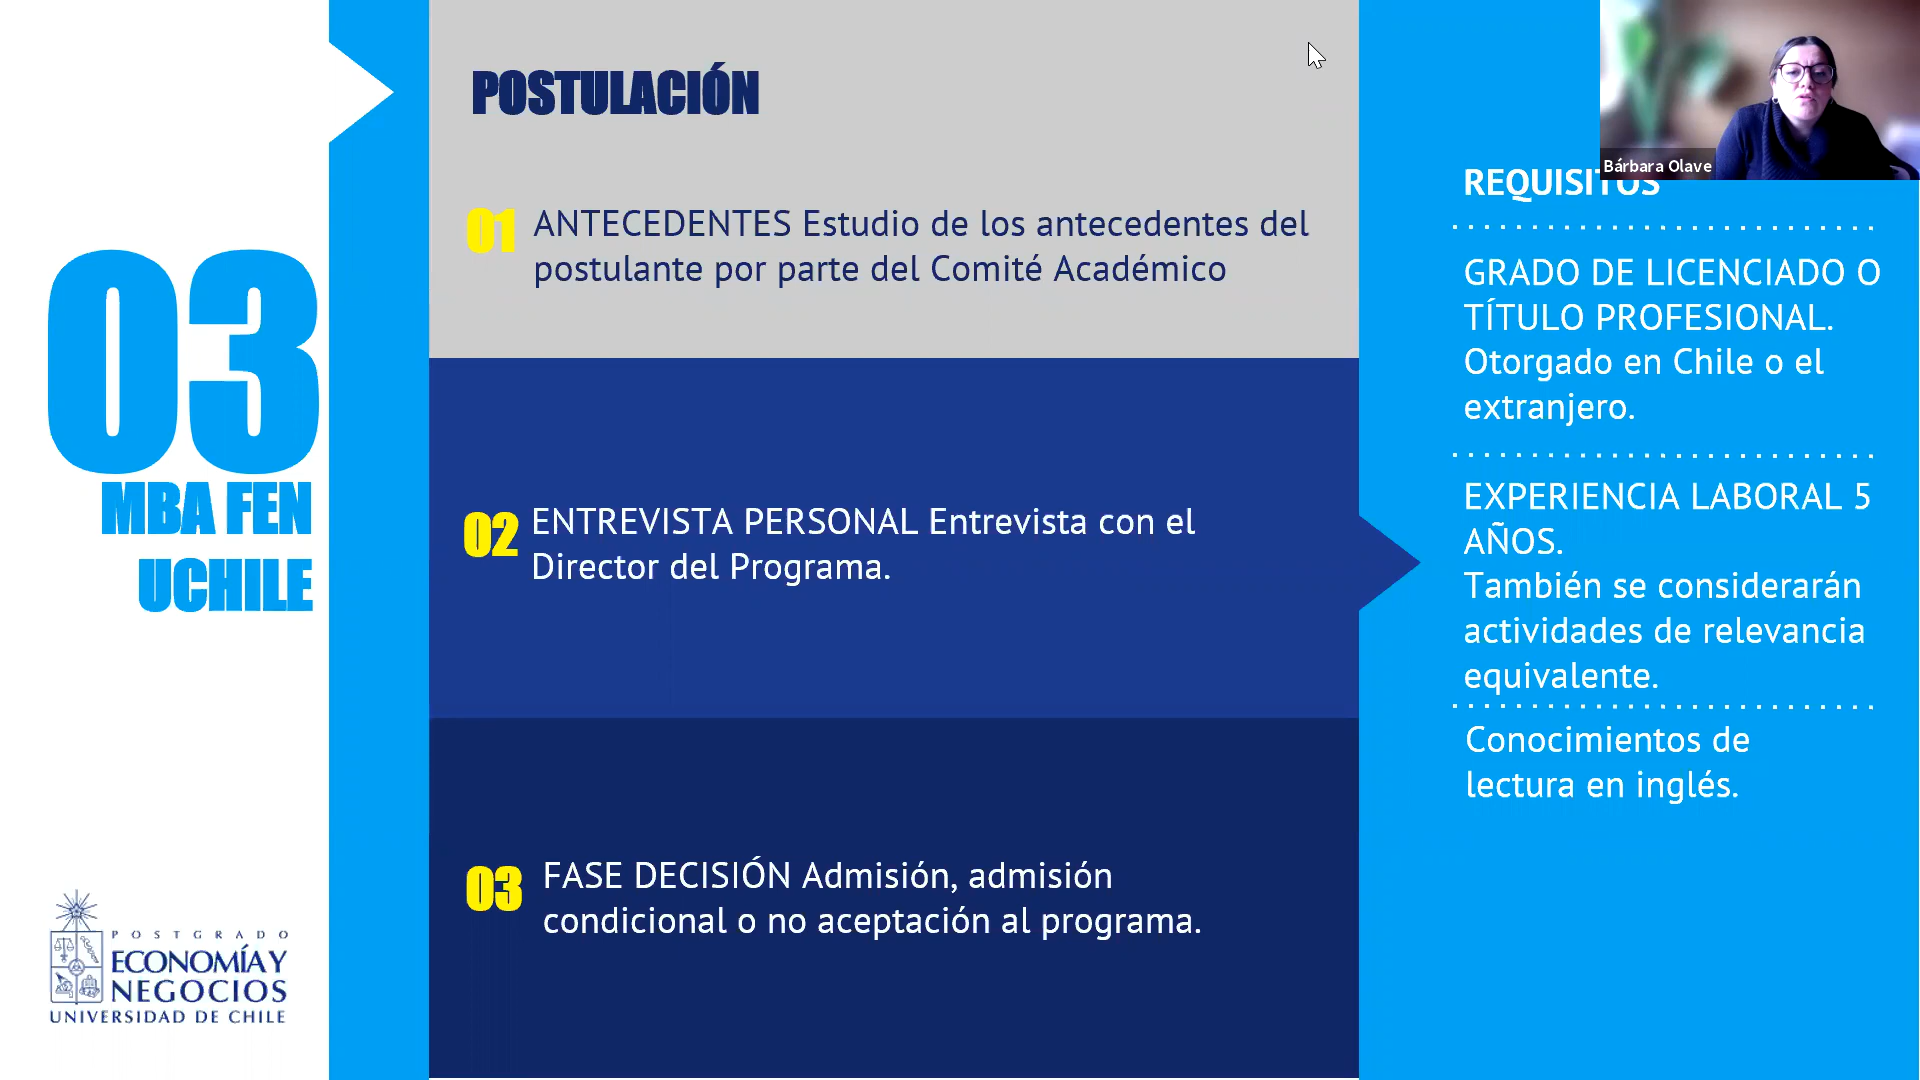 03
MBA FEN
UCHILE
POSTGRADO
ECONOMÍA Y
NEGOCIOS
UNIVERSIDAD DE CHILE
POSTULACIÓN
01 ANTECEDENTES Estudio de los antecedentes del
postulante por parte del Comité Académico
02 ENTREVISTA PERSONAL Entrevista con el
Director del Programa.
03 FASE DECISIÓN Admisión, admisión
condicional o no aceptación al programa.
Bárbara Olave
REQUISITOS
GRADO DE LICENCIADO O
TÍTULO PROFESIONAL.
Otorgado en Chile o el
extranjero.
EXPERIENCIA LABORAL 5
AÑOS.
También se considerarán
actividades de relevancia
equivalente.
Conocimientos de
lectura en inglés.